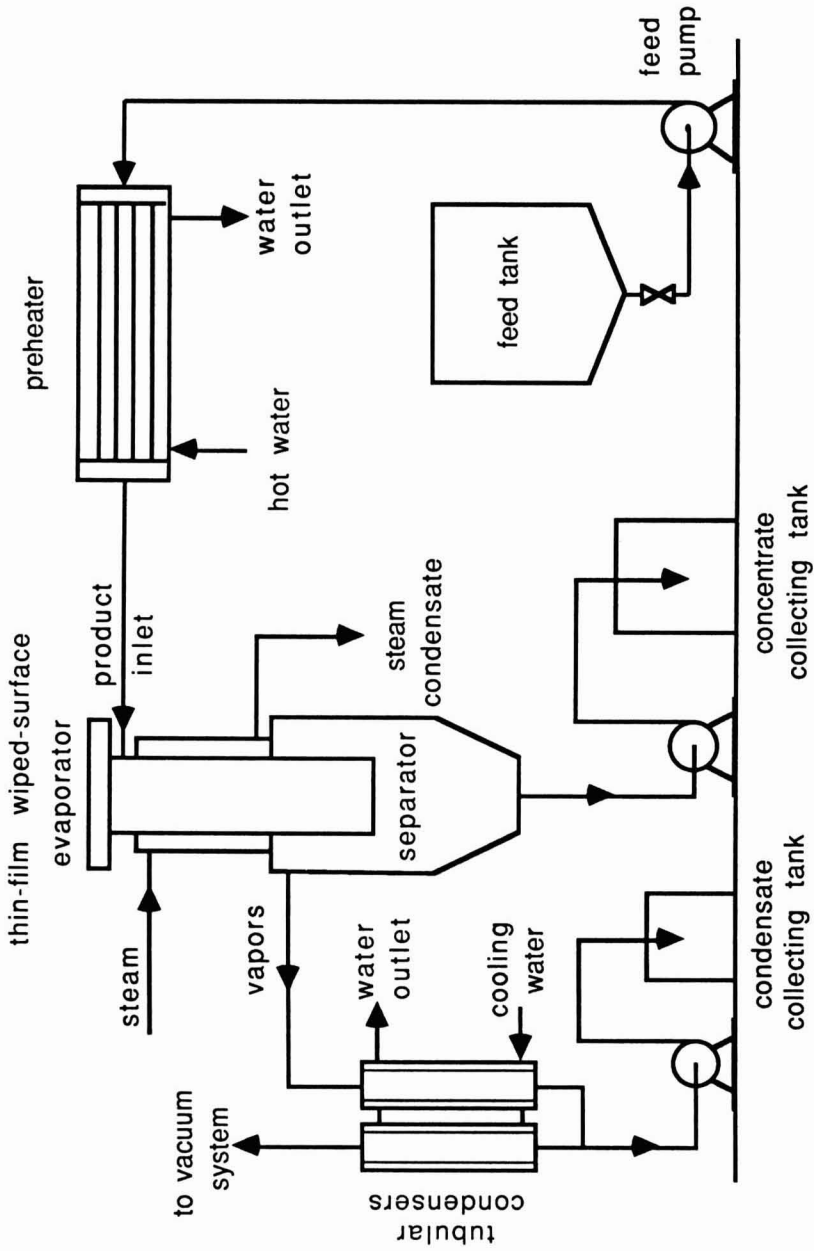 thin-film wiped-surface
evaporator
preheater
product
inlet
steam
hot water
water
outlet
feed
pump
feed tank
steam
condensate
separator
vapors
water
outlet
cooling
water
to vacuum
system
tubular
condensers
condensate
collecting tank
concentrate
collecting tank